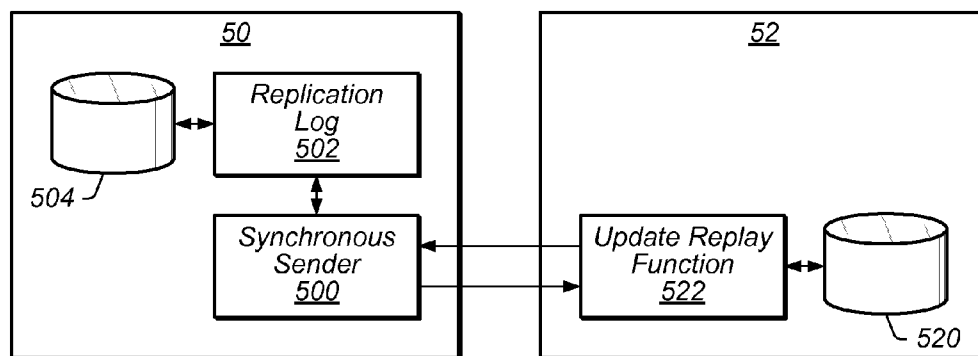 50
Replication
Log
502
504
Synchronous
Sender
500
52
Update Replay
Function
522
520